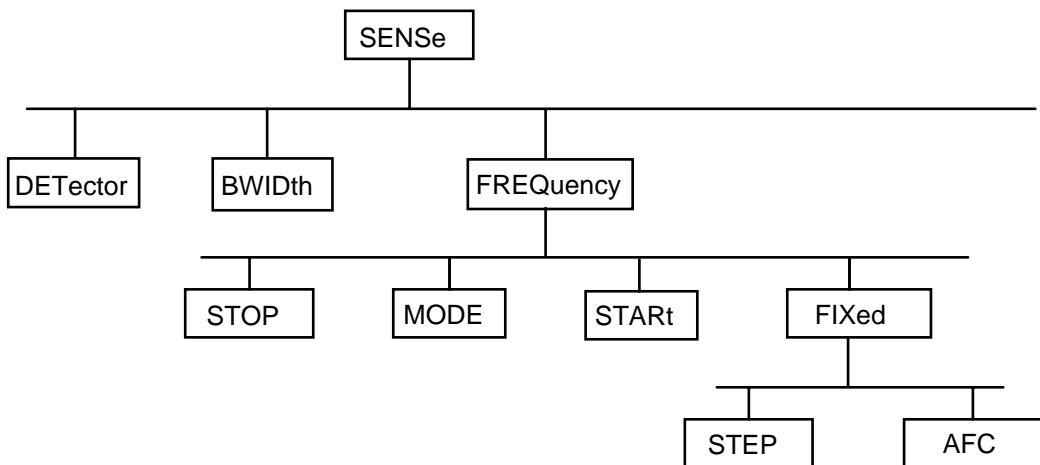 SENSe
DETector BWIDth FREQuency
STOP MODE STARt FIXed
STEP AFC